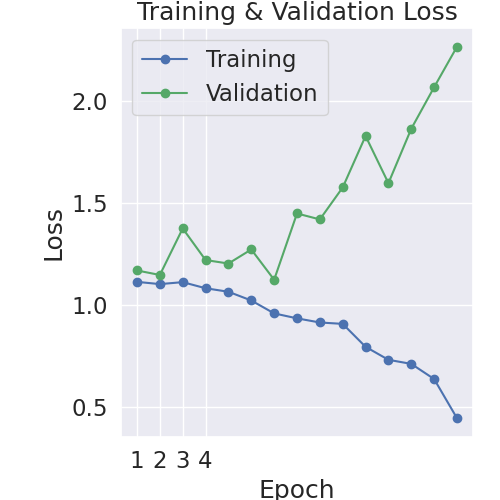 Training & Validation Loss
Training
Validation
Loss
2.0
1.5
1.0
0.5
1 2 3 4
Epoch